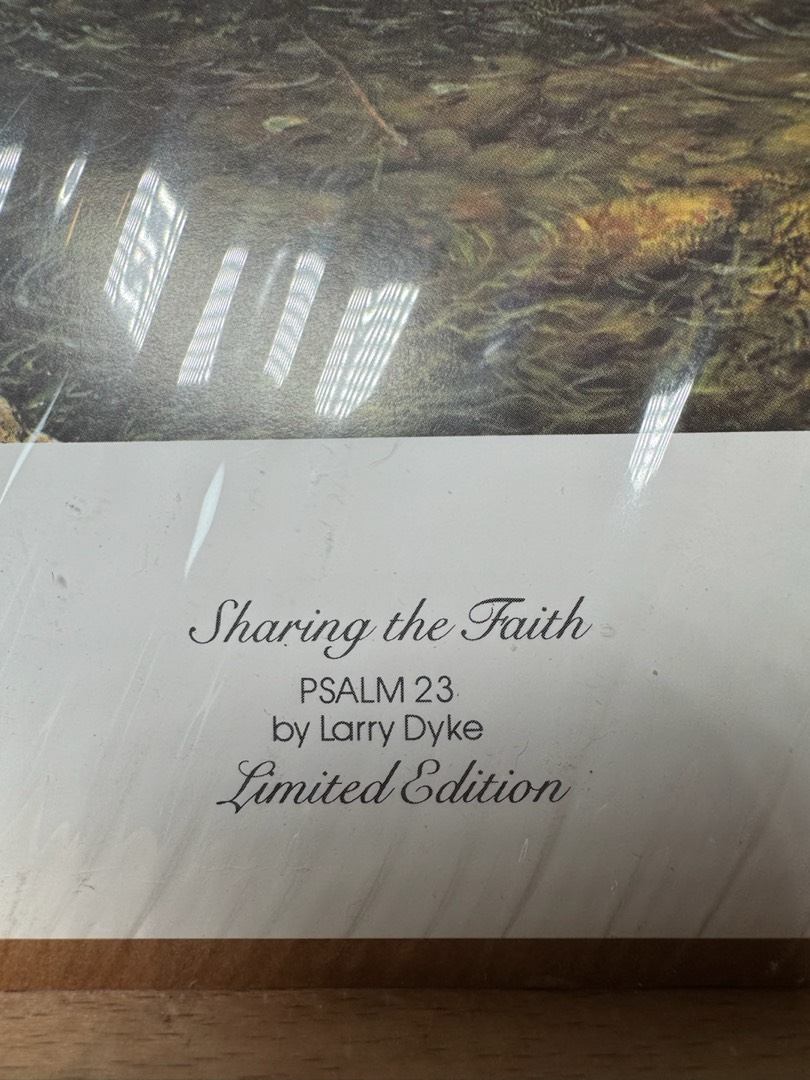 Sharing the Faith
PSALM 23
by Larry Dyke
Limited Edition